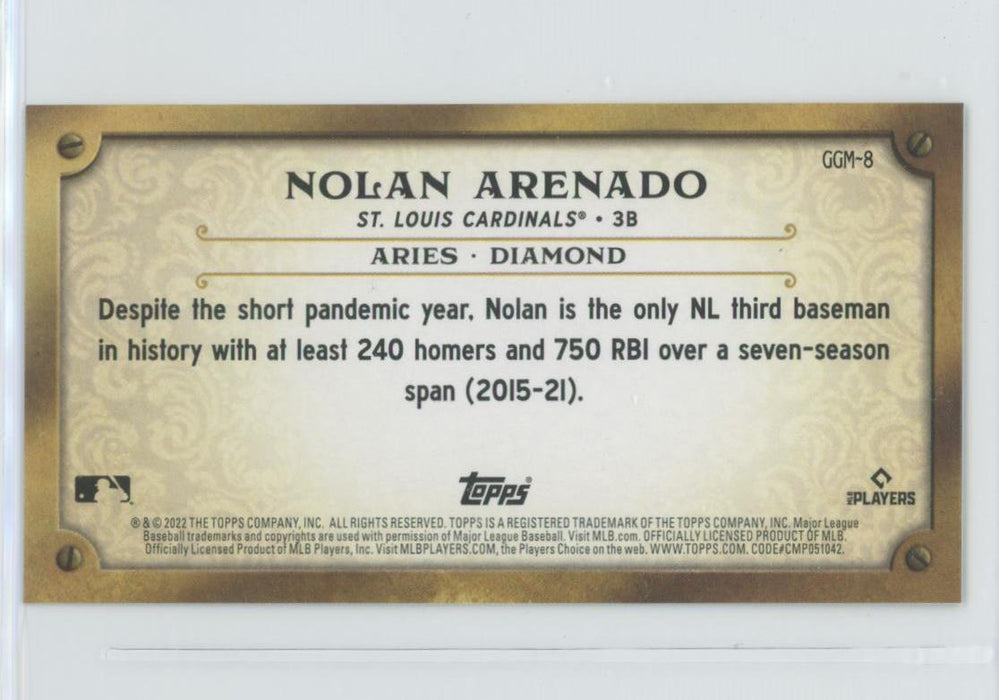 GGM~8
NOLAN ARENADO
ST. LOUIS CARDINALS® • 3B
ARIES · DIAMOND
Despite the short pandemic year, Nolan is the only NL third baseman
in history with at least 240 homers and 750 RBI over a seven-season
span (2015-21).
topps®
MLB PLAYERS
® & © 2022 THE TOPPS COMPANY, INC. ALL RIGHTS RESERVED. TOPPS IS A REGISTERED TRADEMARK OF THE TOPPS COMPANY, INC. Major League
Baseball trademarks and copyrights are used with permission of Major League Baseball. Visit MLB.com. OFFICIALLY LICENSED PRODUCT OF MLB.
Officially Licensed Product of MLB Players, Inc. Visit MLBPLAYERS.COM, the Players Choice on the web. WWW.TOPPS.COM. CODE#CMP051042.